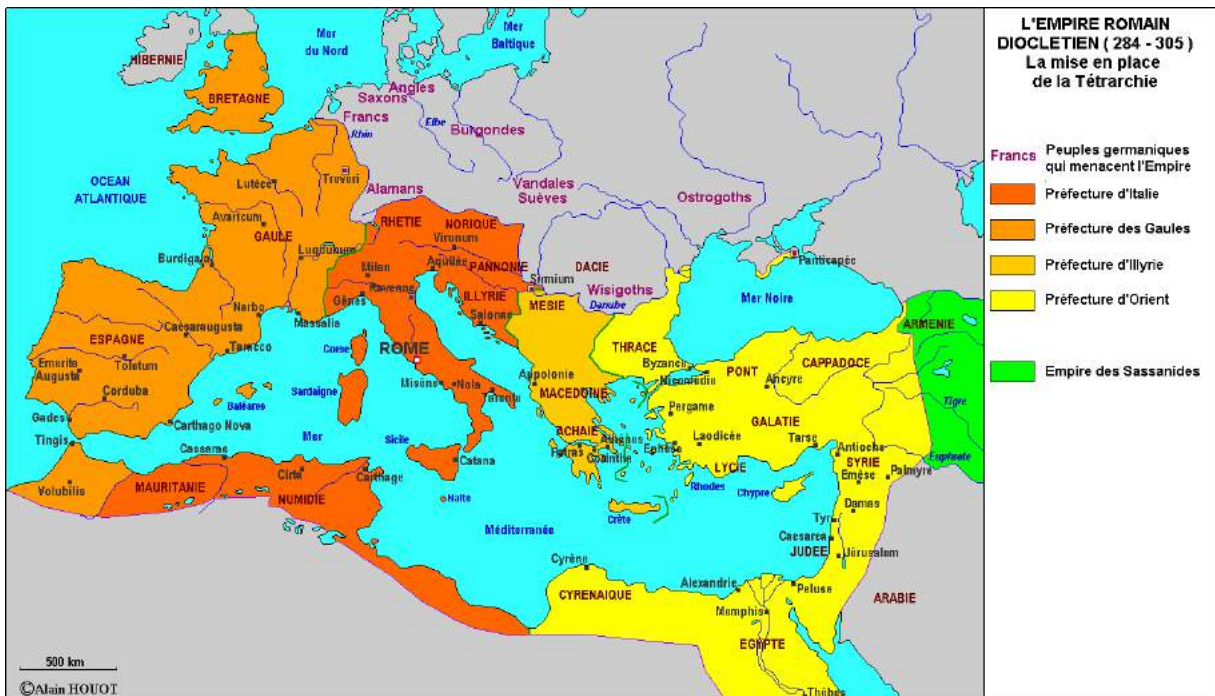 L'EMPIRE ROMAIN
DIOCLETIEN ( 284 - 305 )
La mise en place
de la Tétrarchie
Francs
Peuples germaniques
qui menacent l'Empire
Préfecture d'Italie
Préfecture des Gaules
Préfecture d'Illyrie
Préfecture d'Orient
Empire des Sassanides
HIBERNIE
Mer
du Nord
Mer
Baltique
BRETAGNE
Angles
Saxons
Francs
Rhin
Elbe
Burgondes
OCEAN
ATLANTIQUE
Lutèce
Treveri
Alamans
Vandales
Suèves
Ostrogoths
Avaricum
GAULE
Lugdunum
RHETIE
NORIQUE
Virunum
Burdigala
Milan
Aquilée
PANNONIE
Sirmium
DACIE
Wisigoths
Danube
Panticapée
Mer Noire
Ravenne
Gênes
ILLYRIE
Salonae
MESIE
Narbo
Massalia
Caesaraugusta
ESPAGNE
Tarraco
Toletum
Emerita
Augusta
Corduba
Corse
ROME
Sardaigne
Baléares
Misène
Nola
Tarente
Appolonie
MACEDOINE
THRACE
Byzance
Nicomédie
PONT
Ancyre
CAPPADOCE
ARMENIE
Tigre
Euphrate
Pergame
GALATIE
Gades
Tingis
Carthago Nova
Mer
Sicile
Catana
ACHAIE
Patras
Athènes
Corinthe
Ephèse
Laodicée
Tarse
Antioche
LYCIE
SYRIE
Emèse
Palmyre
Volubilis
MAURITANIE
Cirta
NUMIDIE
Carthage
Malte
Rhodes
Chypre
Crète
Damas
Méditerranée
Tyr
Caesarea
JUDEE
Jérusalem
Cyrène
CYRENAIQUE
Alexandrie
Peluse
Memphis
ARABIE
EGYPTE
Thèbes
500 km
©Alain HOUOT